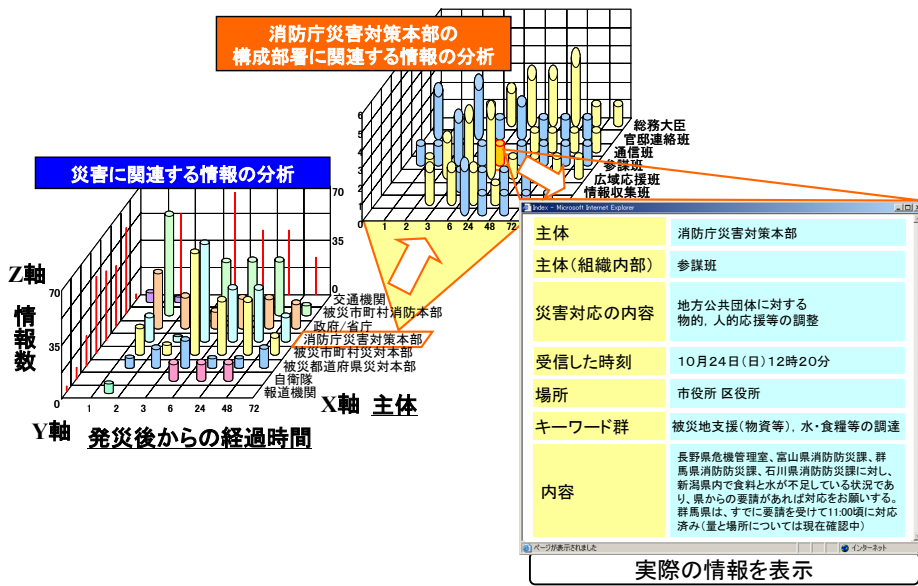 消防庁災害対策本部の
構成部署に関連する情報の分析
6
5
4
3
2
1
0
1
2
3
6
24
48
72
総務大臣
官邸連絡班
通信班
参謀班
広域応援班
情報収集班
災害に関連する情報の分析
Z軸
情報数
70
35
0
70
35
0
1
2
3
6
24
48
72
交通機関
被災市町村消防本部
政府/省庁
消防庁災害対策本部
被災市町村災対本部
被災都道府県災対本部
自衛隊
報道機関
X軸 主体
Y軸 発災後からの経過時間
Index - Microsoft Internet Explorer
主体
消防庁災害対策本部
主体(組織内部)
参謀班
災害対応の内容
地方公共団体に対する
物的, 人的応援等の調整
受信した時刻
10月24日(日)12時20分
場所
市役所 区役所
キーワード群
被災地支援(物資等), 水・食糧等の調達
内容
長野県危機管理室、富山県消防防災課、群
馬県消防防災課、石川県消防防災課に対し、
新潟県内で食料と水が不足している状況であ
り、県からの要請があれば対応をお願いする。
群馬県は、すでに要請を受けて11:00頃に対応
済み(量と場所については現在確認中)
ページが表示されました
インターネット
実際の情報を表示